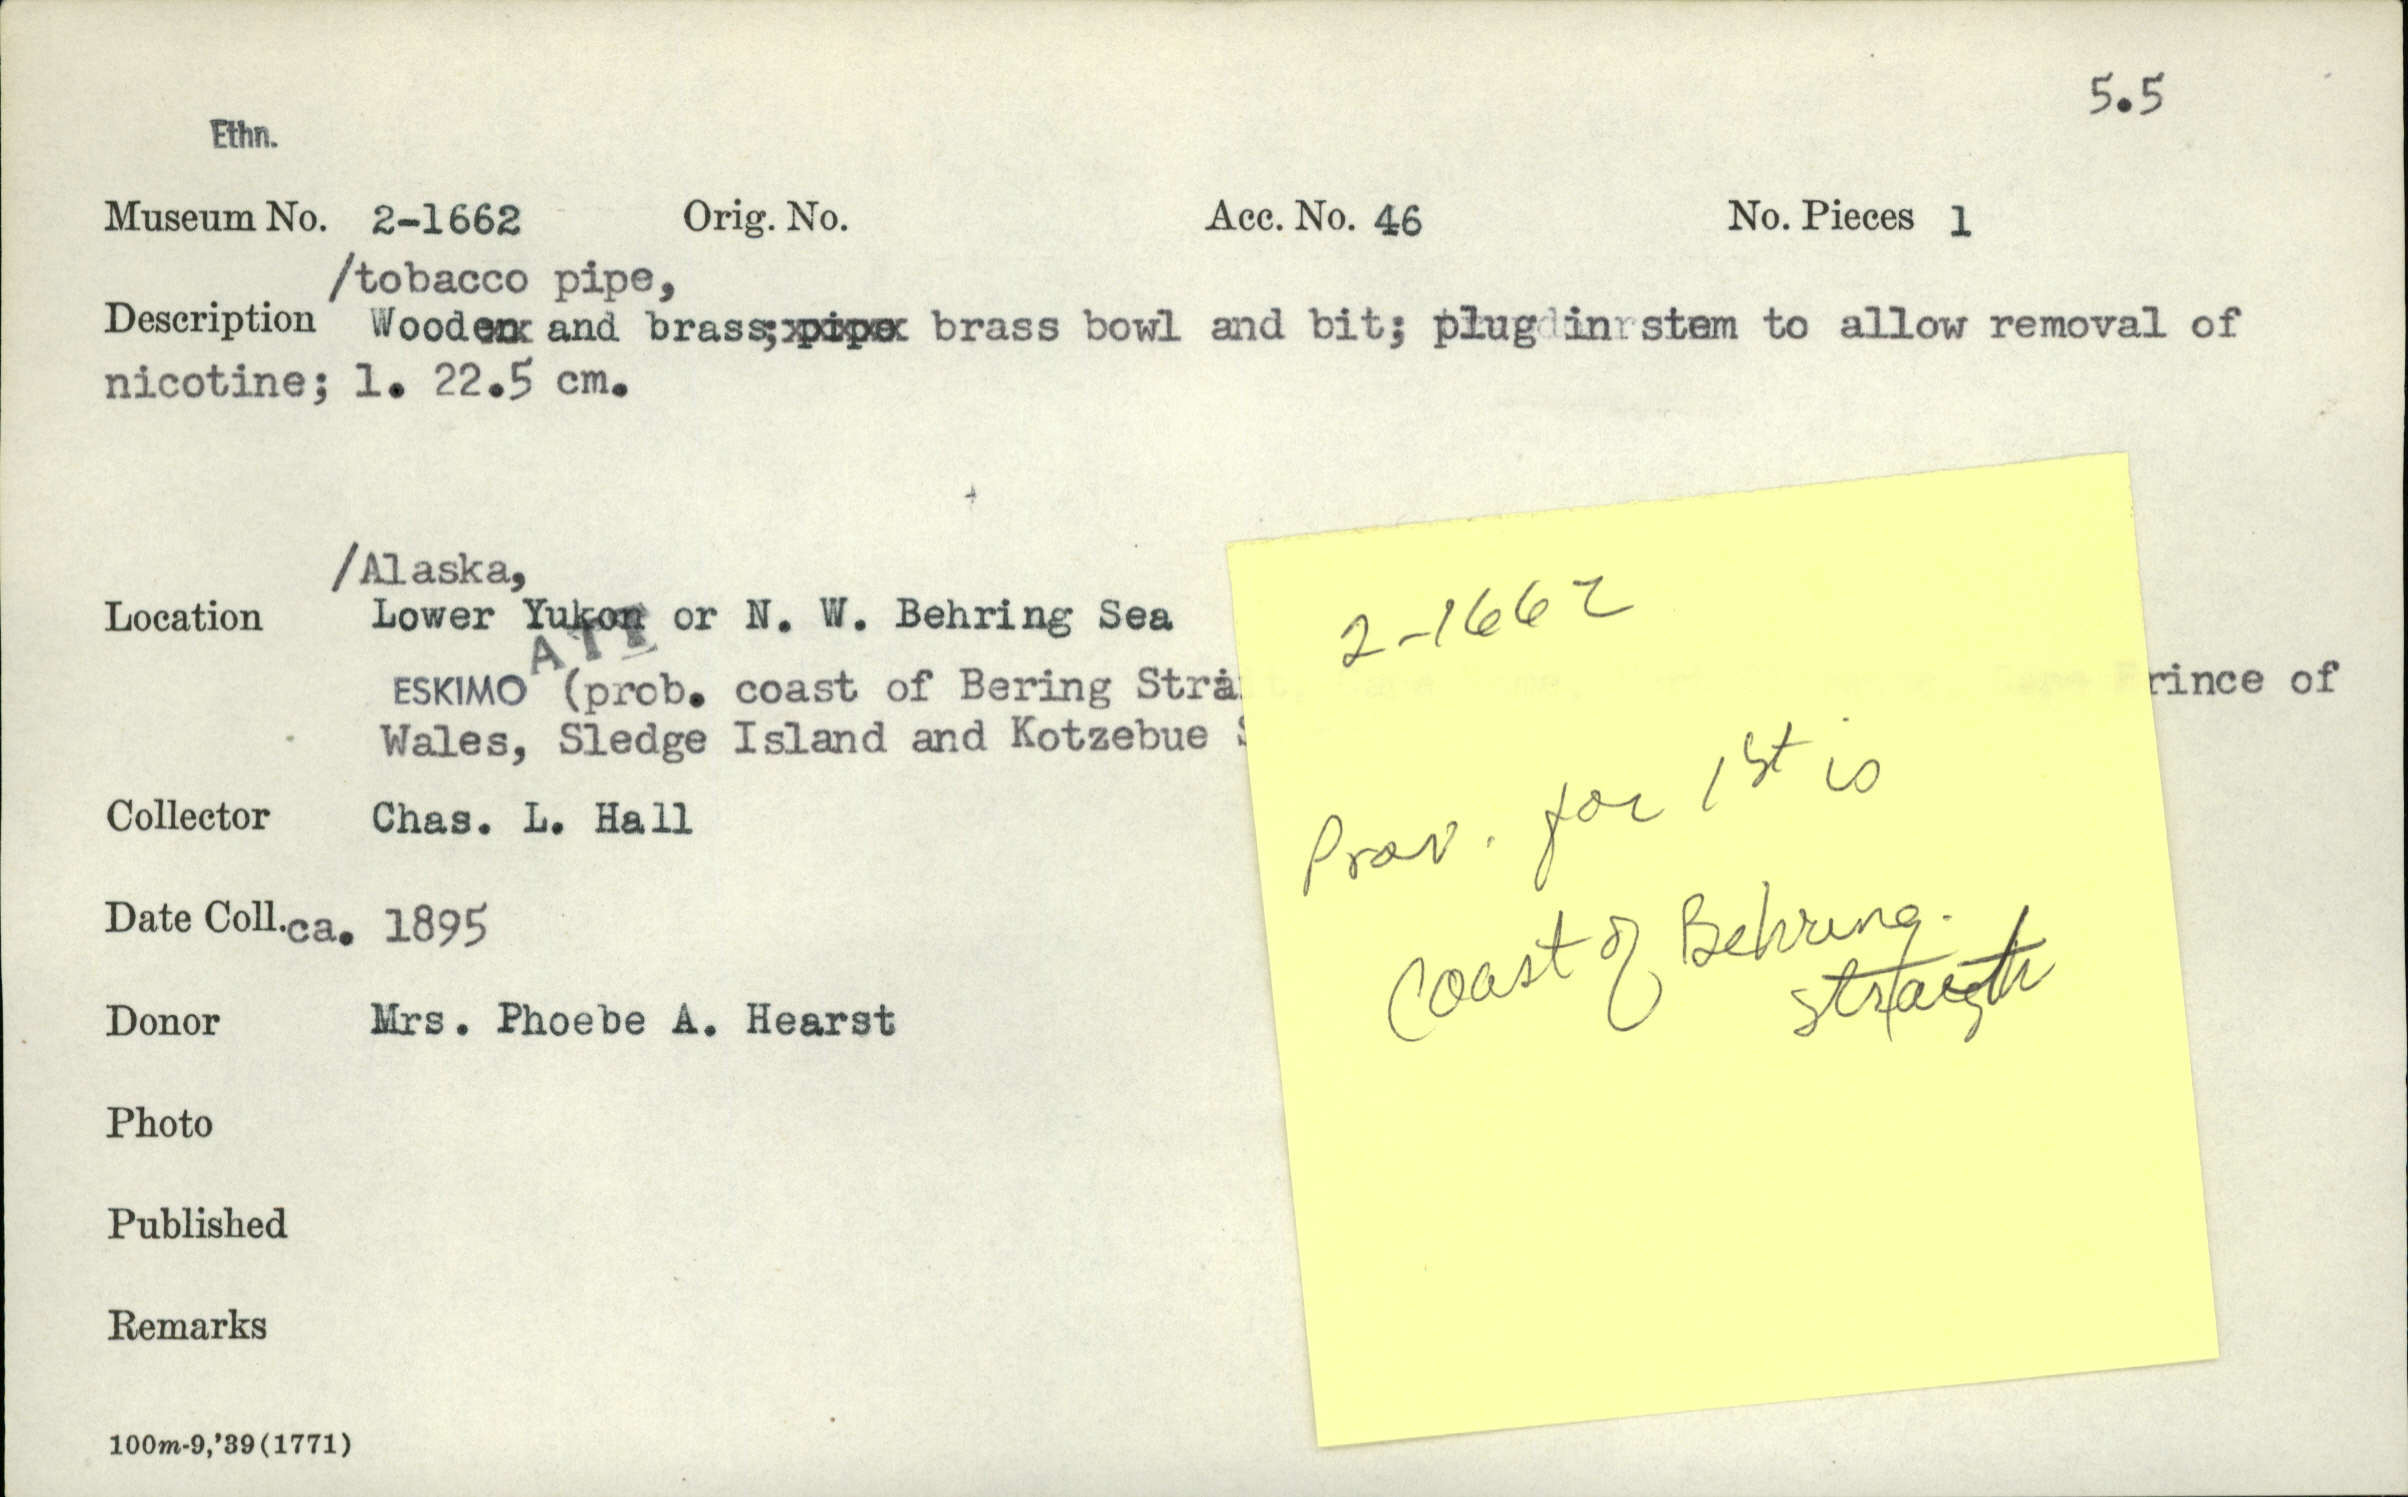 5.5
Ethn.
Museum No. 2-1662 Orig. No. Acc. No. 46 No. Pieces 1
/tobacco pipe,
Description Wooden and brass; pipe brass bowl and bit; plug in stem to allow removal of
nicotine; l. 22.5 cm.
/Alaska,
Location Lower Yukon or N. W. Behring Sea
ESKIMO (prob. coast of Bering Strait, Prince of
Wales, Sledge Island and Kotzebue
Collector Chas. L. Hall
Date Coll. ca. 1895
Donor Mrs. Phoebe A. Hearst
Photo
Published
Remarks
100m-9,'39(1771)
2-1662
Prov. for 1st is
Coast of Behring